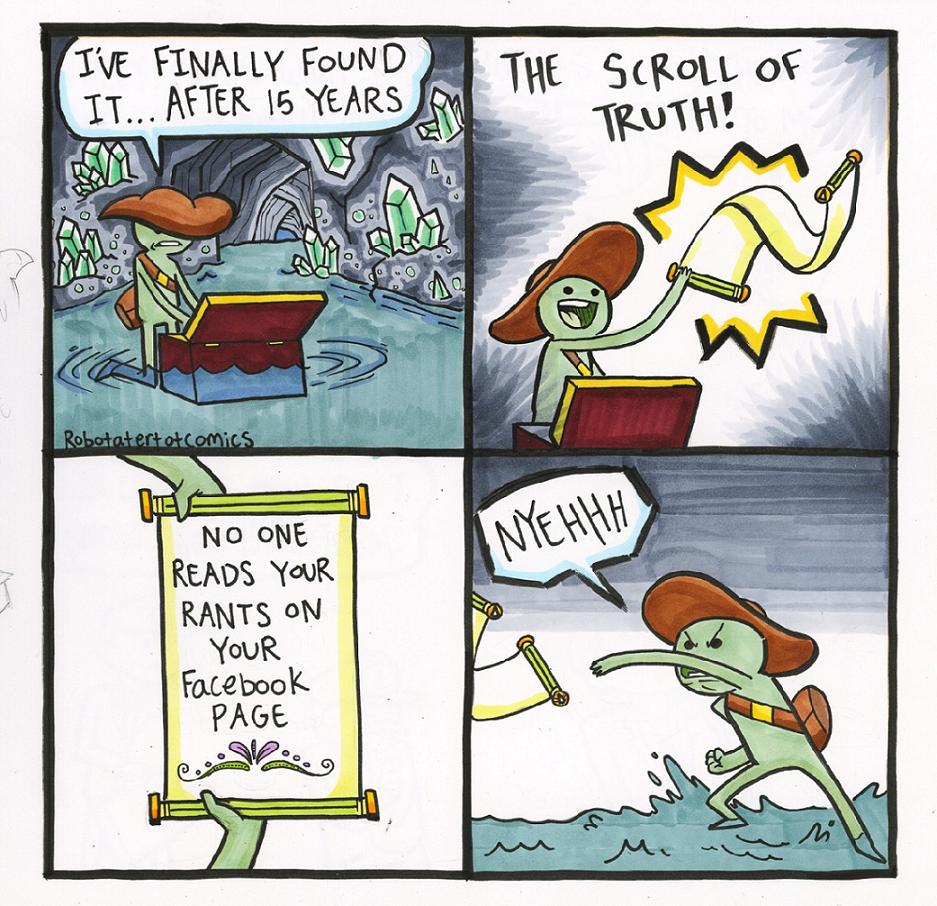 I'VE FINALLY FOUND
IT... AFTER 15 YEARS
THE SCROLL OF
TRUTH!
Robotatertotcomics
NO ONE
READS YOUR
RANTS ON
YOUR
Facebook
PAGE
NYEHHH